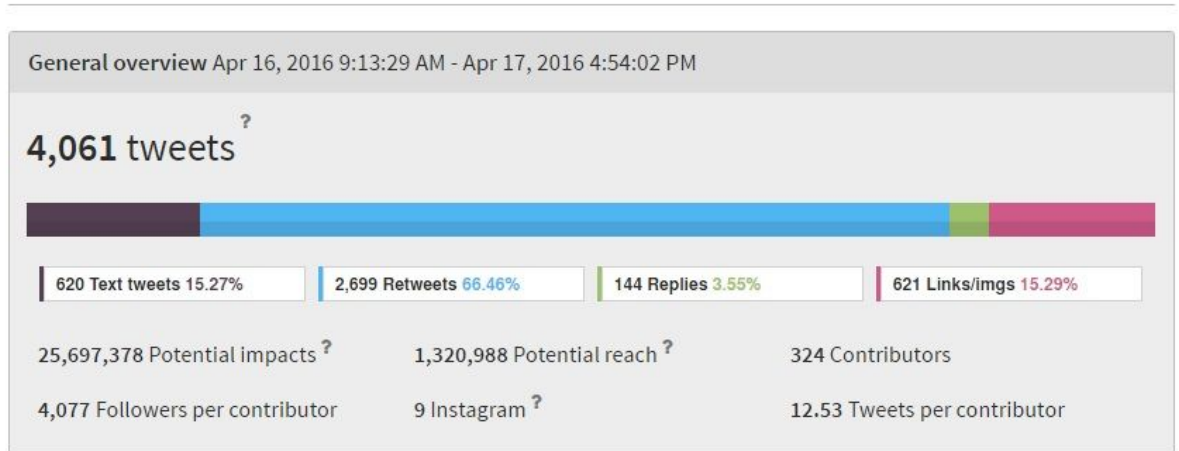 General overview Apr 16, 2016 9:13:29 AM - Apr 17, 2016 4:54:02 PM
4,061 tweets ?
620 Text tweets 15.27% 2,699 Retweets 66.46% 144 Replies 3.55% 621 Links/imgs 15.29%
25,697,378 Potential impacts ? 1,320,988 Potential reach ? 324 Contributors
4,077 Followers per contributor 9 Instagram ? 12.53 Tweets per contributor